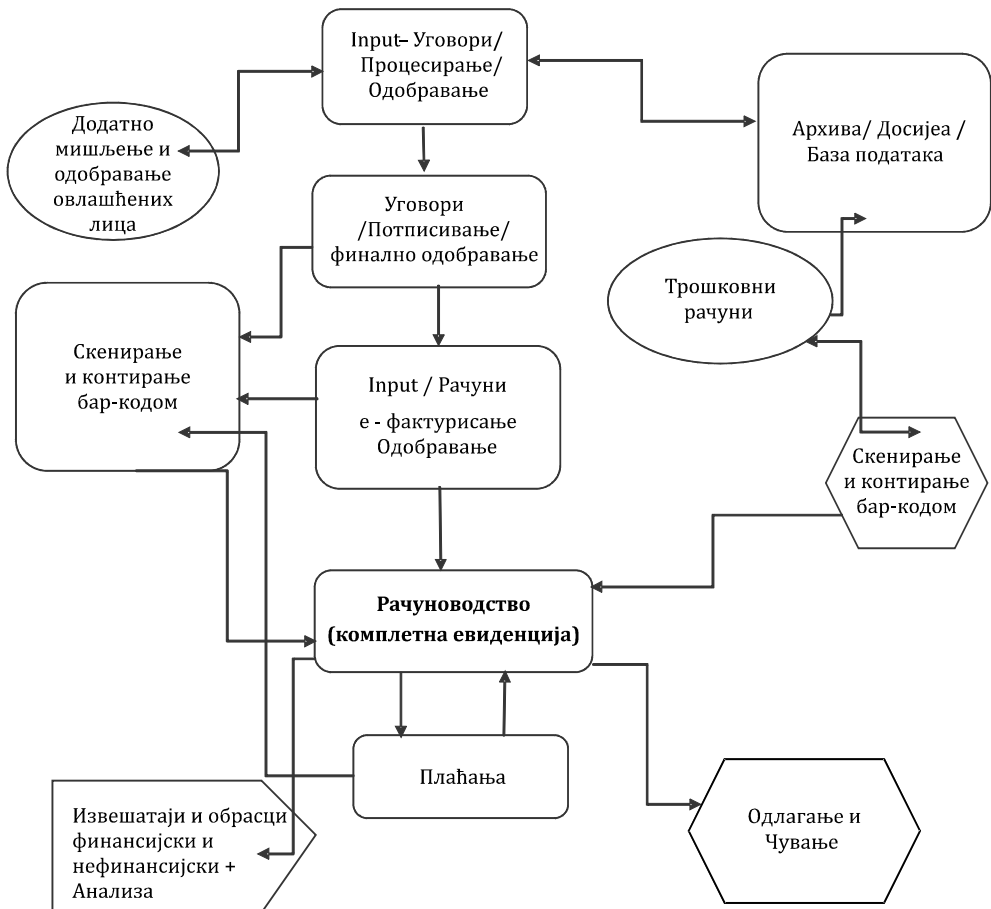 Input– Уговори/
Процесирање/
Одобравање
Додатно
мишљење и
одобравање
овлашћених
лица
Архива/ Досијеа /
База података
Уговори
/Потписивање/
финално одобравање
Трошковни
рачуни
Скенирање
и контирање
бар-кодом
Input / Рачуни
е - фактурисање
Одобравање
Скенирање
и контирање
бар-кодом
Рачуноводство
(комплетна евиденција)
Плаћања
Извештаји и обрасци
финансијски и
нефинансијски +
Анализа
Одлагање и
Чување